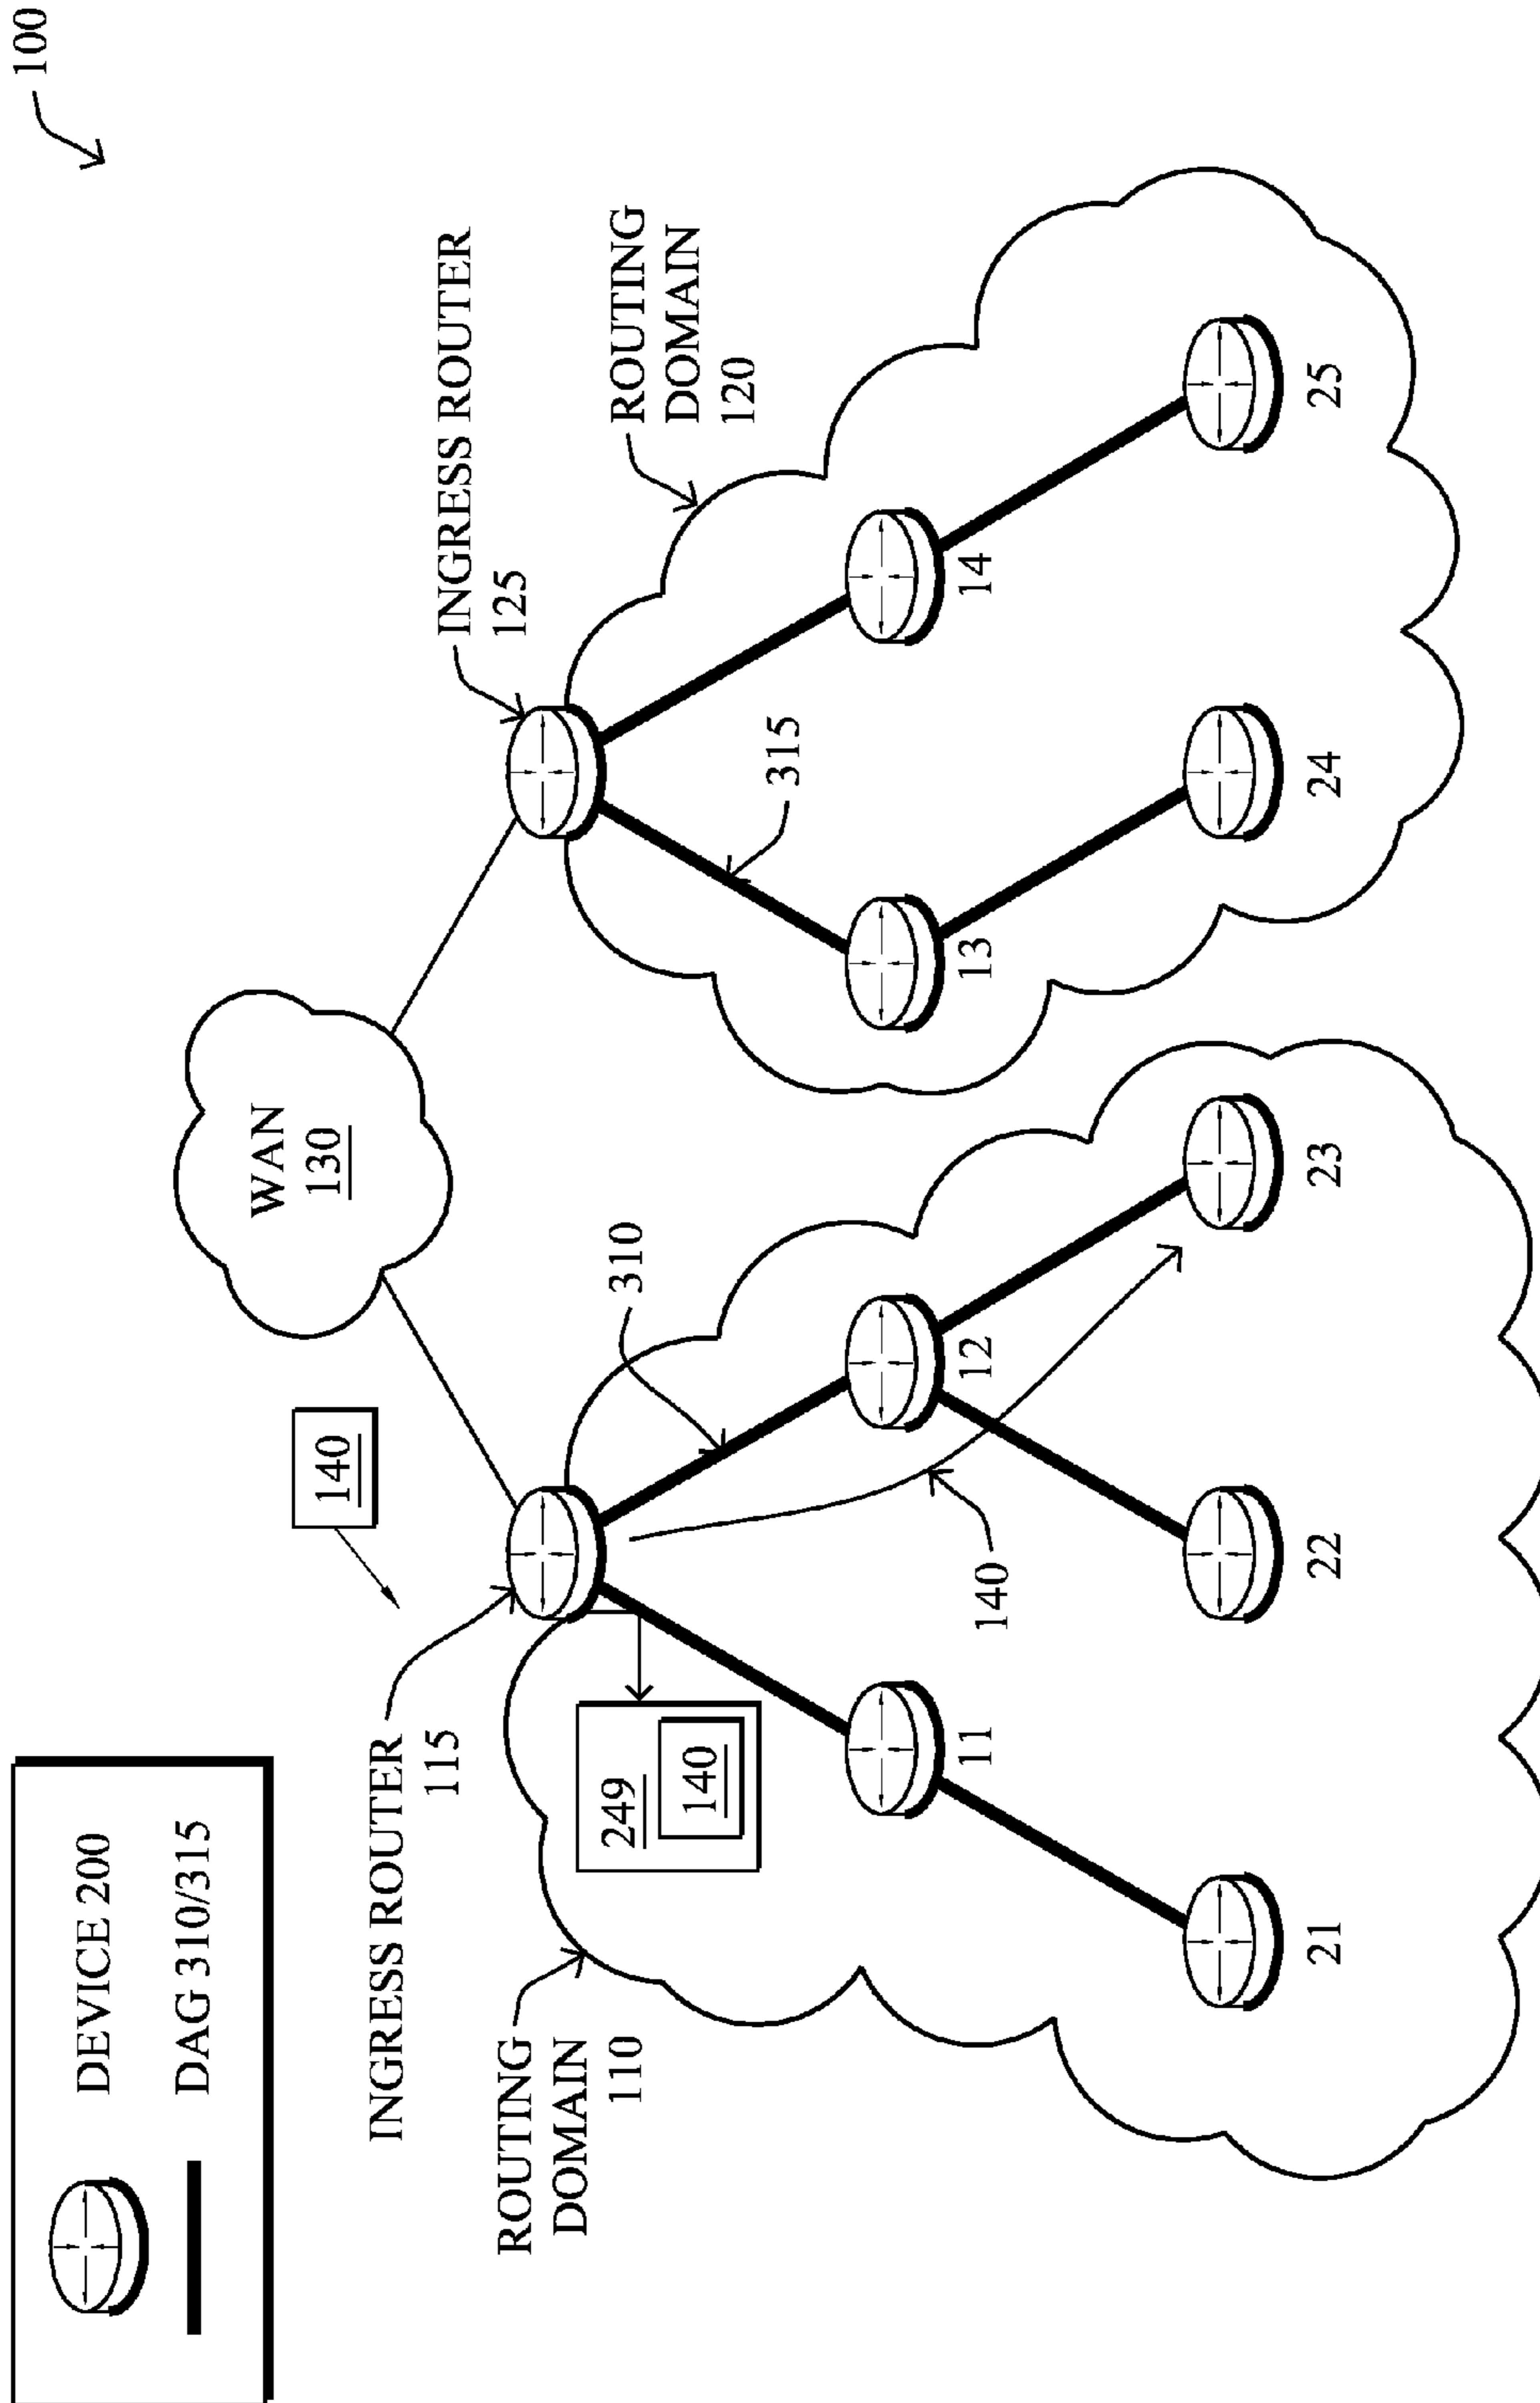 100
DEVICE 200
DAG 310/315
WAN
130
140
INGRESS ROUTER
115
INGRESS ROUTER
125
ROUTING
DOMAIN
110
249
140
310
ROUTING
DOMAIN
120
315
11
12
13
14
140
21
22
23
24
25